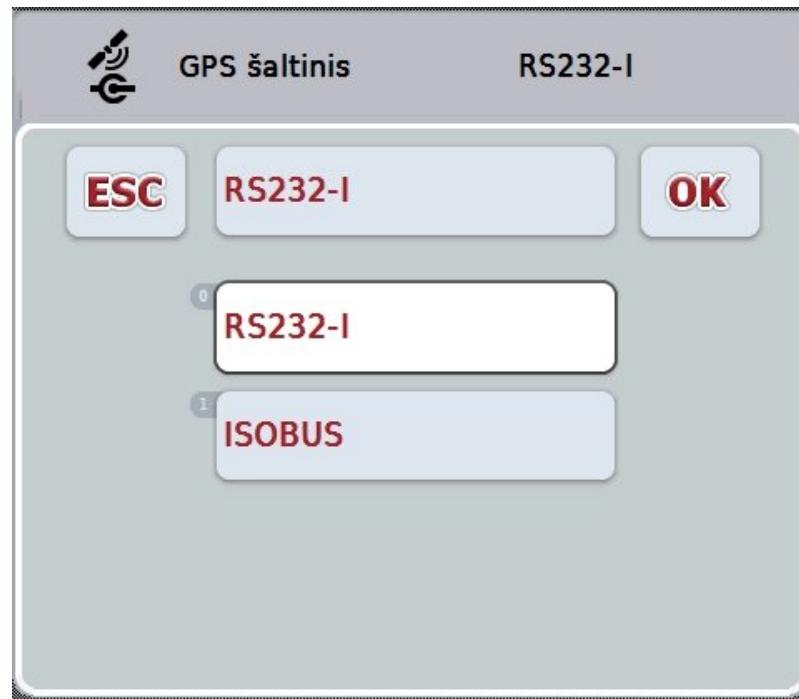 GPS šaltinis RS232-I
ESC RS232-I OK
0
RS232-I
1
ISOBUS